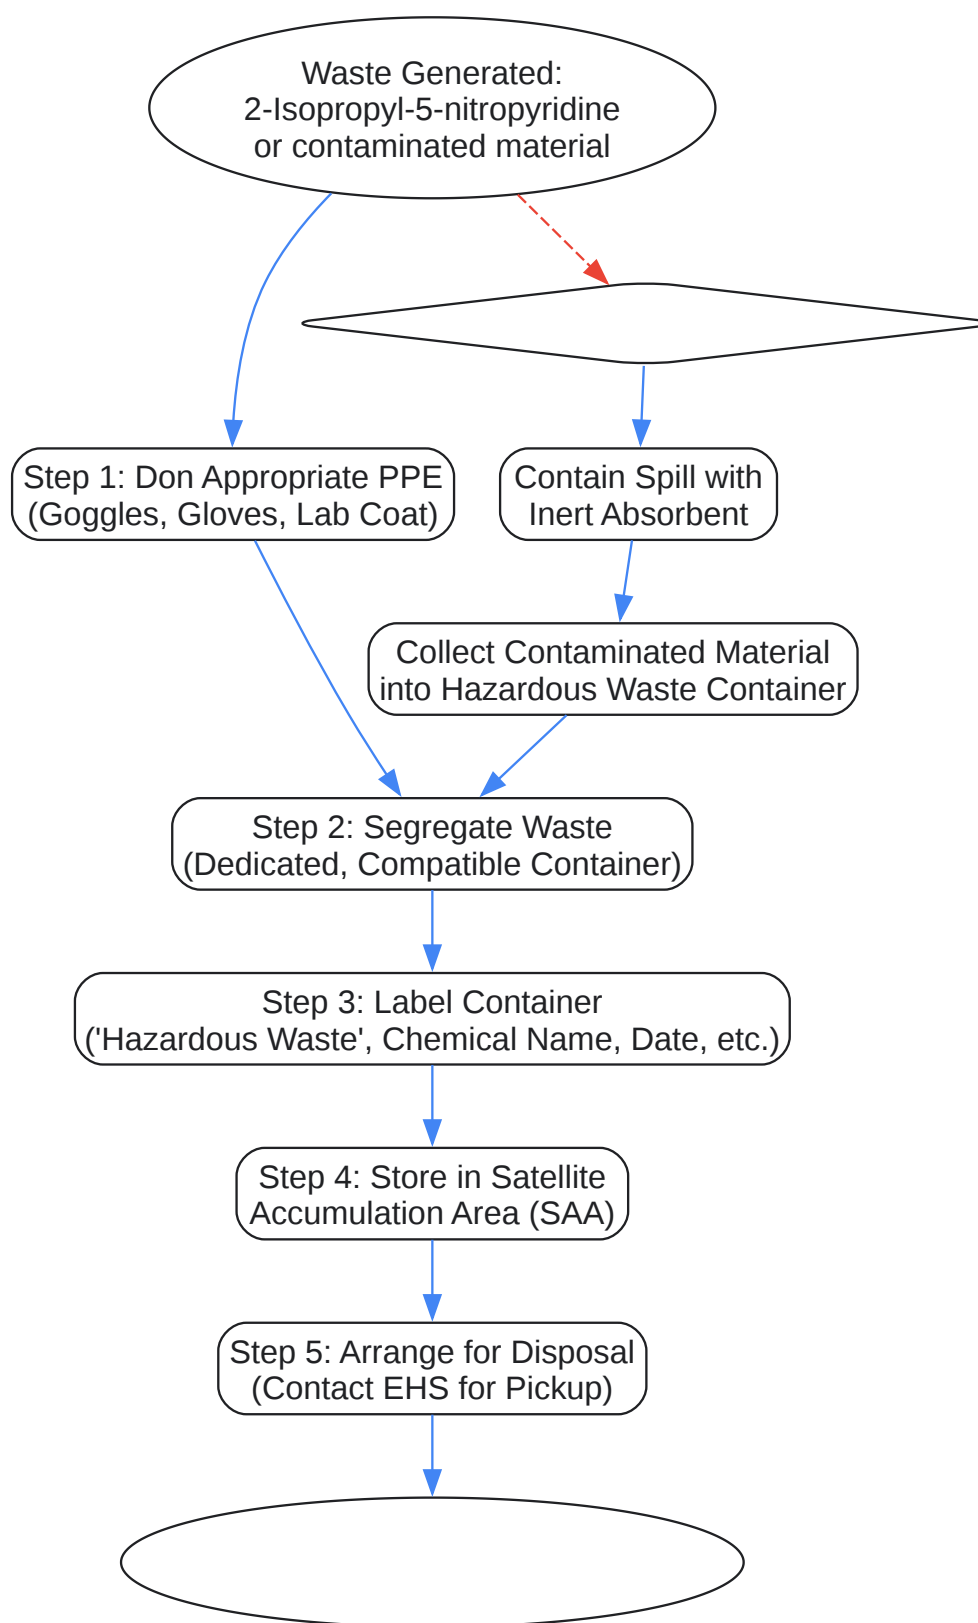 Waste Generated:
2-Isopropyl-5-nitropyridine
or contaminated material
Step 1: Don Appropriate PPE
(Goggles, Gloves, Lab Coat)
Contain Spill with
Inert Absorbent
Collect Contaminated Material
into Hazardous Waste Container
Step 2: Segregate Waste
(Dedicated, Compatible Container)
Step 3: Label Container
('Hazardous Waste', Chemical Name, Date, etc.)
Step 4: Store in Satellite
Accumulation Area (SAA)
Step 5: Arrange for Disposal
(Contact EHS for Pickup)